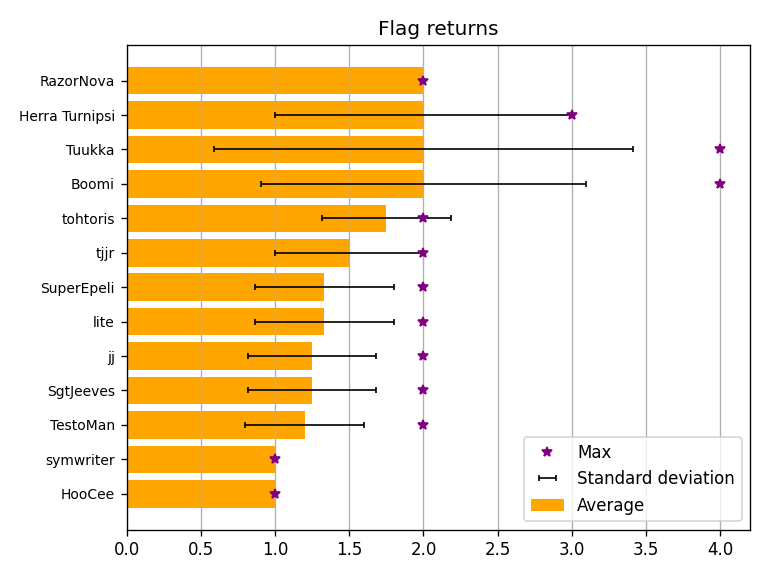 Flag returns
RazorNova
Herra Turnipsi
Tuukka
Boomi
tohtoris
tjjr
SuperEpeli
lite
jj
SgtJeeves
TestoMan
symwriter
HooCee
Max
Standard deviation
Average
0.0 0.5 1.0 1.5 2.0 2.5 3.0 3.5 4.0